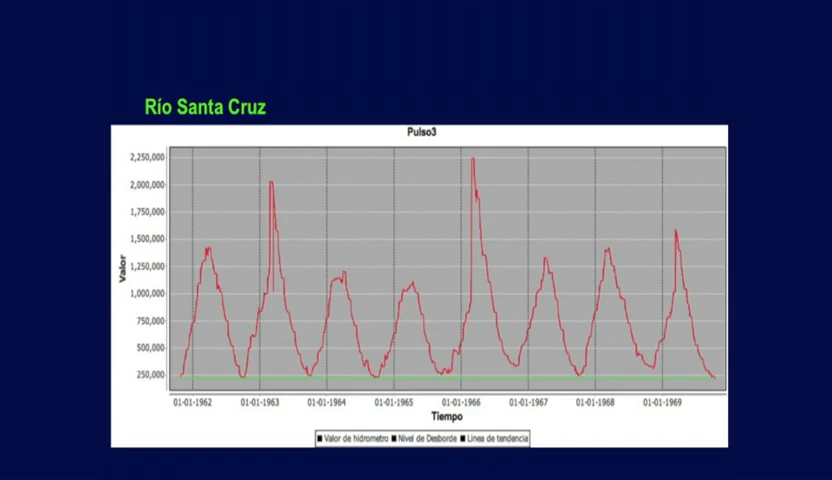 Río Santa Cruz
Pulso3
2,250,000
2,000,000
1,750,000
1,500,000
1,250,000
1,000,000
750,000
500,000
250,000
Valor
01-01-1962 01-01-1963 01-01-1964 01-01-1965 01-01-1966 01-01-1967 01-01-1968 01-01-1969
Tiempo
Valor de hidrometro Nivel de Desborde Linea de tendencia